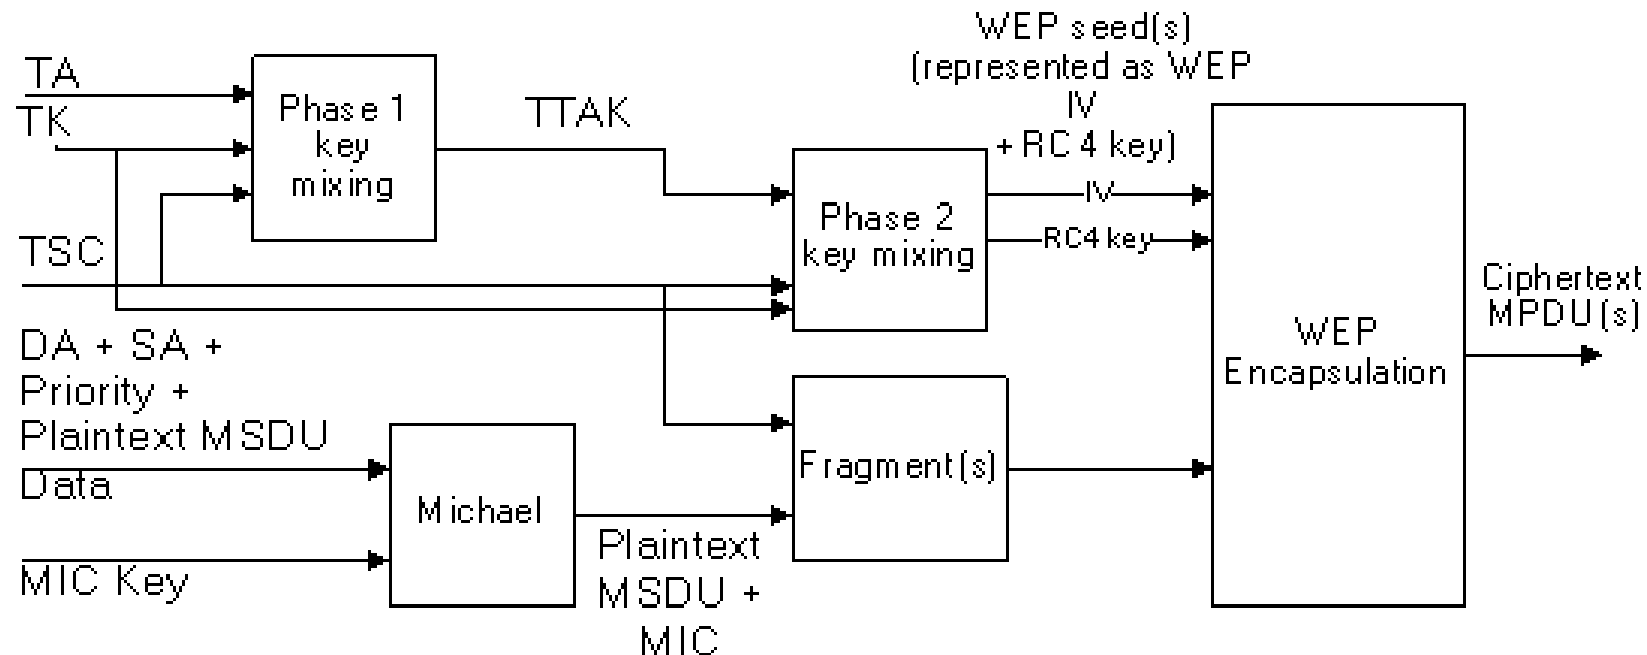 WEP seed(s)
(represented as WEP
IV
+ RC4 key)
TA
TK
Phase 1
key
mixing
TTAK
IV
RC4 key
Phase 2
key mixing
TSC
Ciphertext
MPDU(s)
WEP
Encapsulation
DA + SA +
Priority +
Plaintext MSDU
Data
Fragment(s)
Michael
Plaintext
MSDU +
MIC
MIC Key